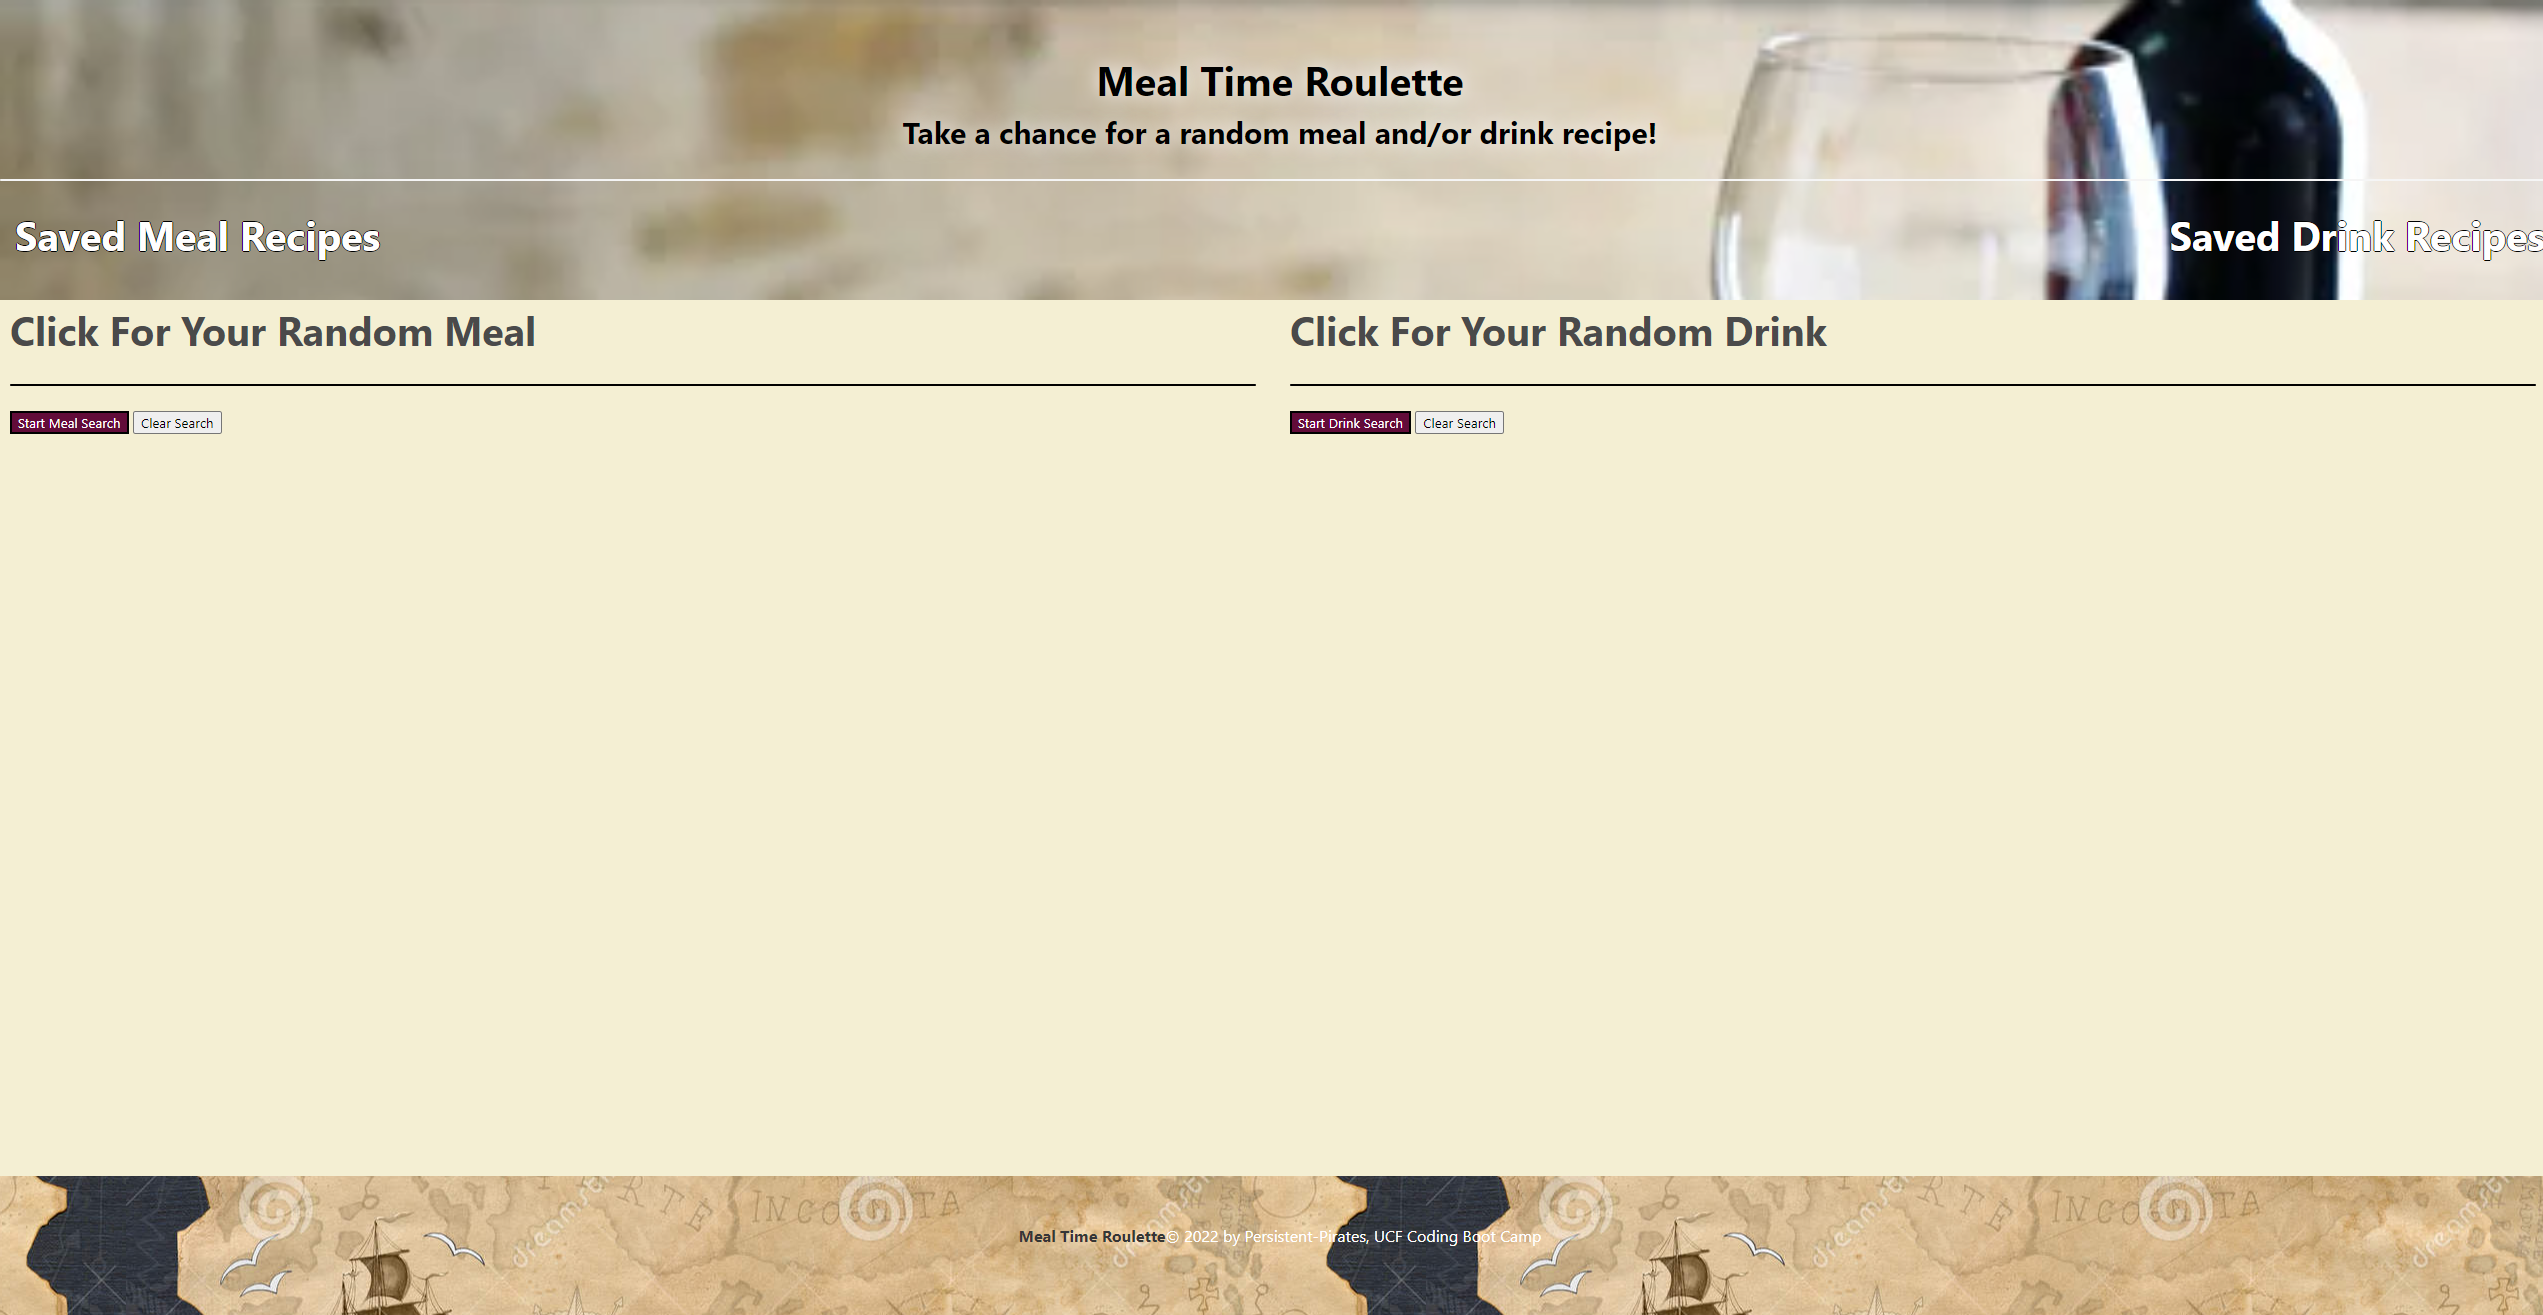 Meal Time Roulette
Take a chance for a random meal and/or drink recipe!
Saved Meal Recipes
Saved Drink Recipes
Click For Your Random Meal
Click For Your Random Drink
Start Meal Search Clear Search
Start Drink Search Clear Search
INCOGNITA
Meal Time Roulette© 2022 by Persistent-Pirates, UCF Coding Boot Camp